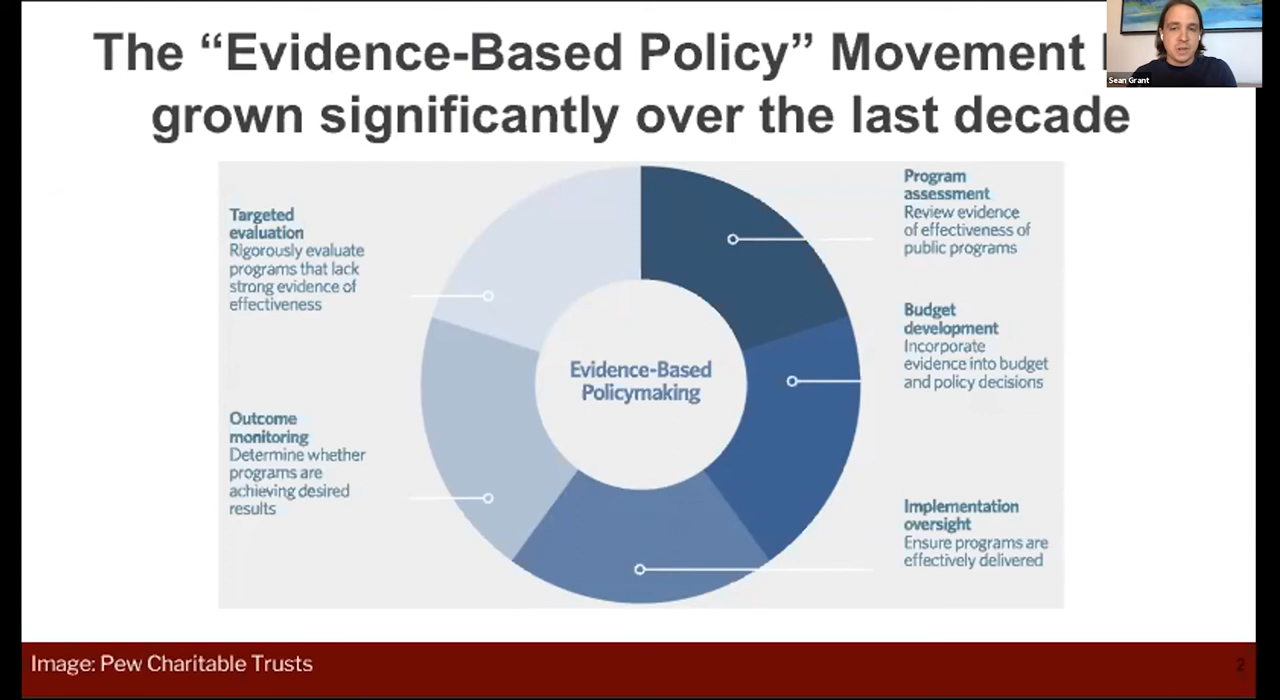 The “Evidence-Based Policy” Movement
grown significantly over the last decade
Sean Grant
Targeted
evaluation
Rigorously evaluate
programs that lack
strong evidence of
effectiveness
Outcome
monitoring
Determine whether
programs are
achieving desired
results
Evidence-Based
Policymaking
Program
assessment
Review evidence
of effectiveness of
public programs
Budget
development
Incorporate
evidence into budget
and policy decisions
Implementation
oversight
Ensure programs are
effectively delivered
Image: Pew Charitable Trusts
2